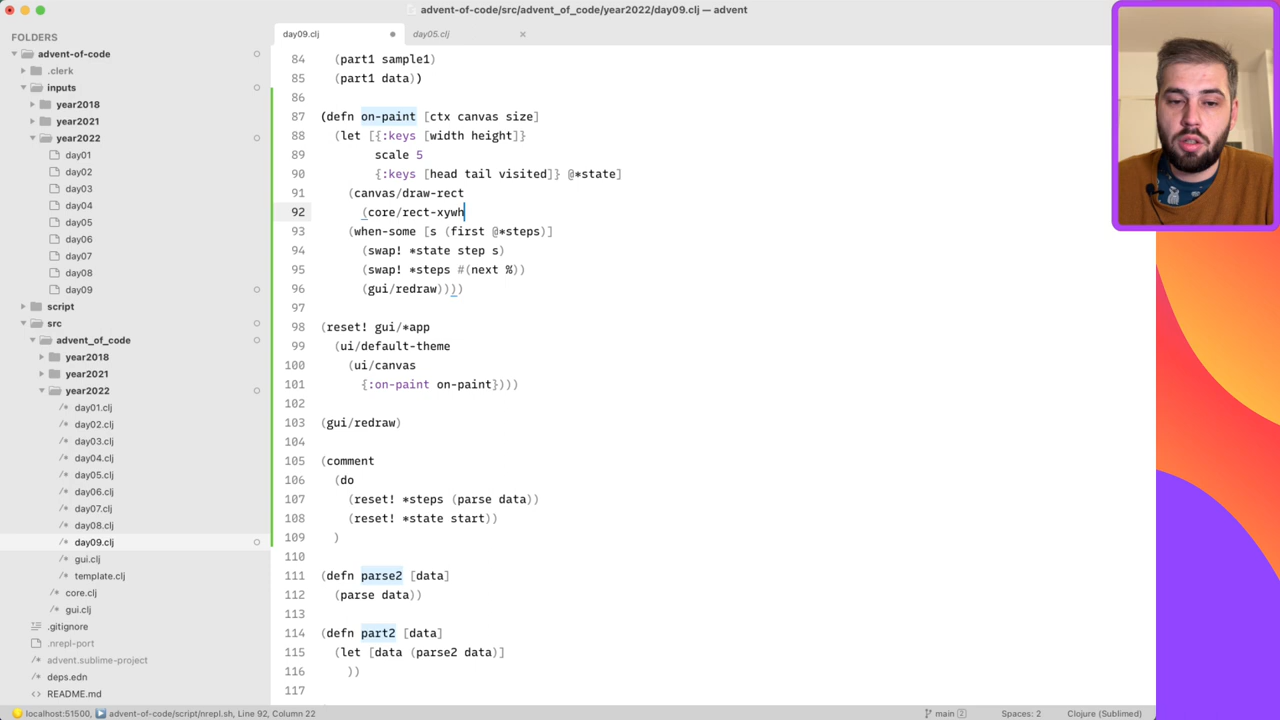 advent-of-code/src/advent_of_code/year2022/day09.clj — advent
FOLDERS
advent-of-code
.clerk
inputs
year2018
year2021
year2022
day01
day02
day03
day04
day05
day06
day07
day08
day09
script
src
advent_of_code
year2018
year2021
year2022
day01.clj
day02.clj
day03.clj
day04.clj
day05.clj
day06.clj
day07.clj
day08.clj
day09.clj
gui.clj
template.clj
core.clj
gui.clj
.gitignore
.nrepl-port
advent.sublime-project
deps.edn
README.md
day09.clj
day05.clj
84 (part1 sample1)
85 (part1 data))
86
87 (defn on-paint [ctx canvas size]
88 (let [{:keys [width height]}
89 scale 5
90 {:keys [head tail visited]} @*state]
91 (canvas/draw-rect
92 (core/rect-xywh
93 (when-some [s (first @*steps)]
94 (swap! *state step s)
95 (swap! *steps #(next %))
96 (gui/redraw))))
97
98 (reset! gui/*app
99 (ui/default-theme
100 (ui/canvas
101 {:on-paint on-paint})))
102
103 (gui/redraw)
104
105 (comment
106 (do
107 (reset! *steps (parse data))
108 (reset! *state start))
109 )
110
111 (defn parse2 [data]
112 (parse data))
113
114 (defn part2 [data]
115 (let [data (parse2 data)]
116 ))
117
localhost:51500, advent-of-code/script/nrepl.sh, Line 92, Column 22
main 2
Spaces: 2
Clojure (Sublimed)